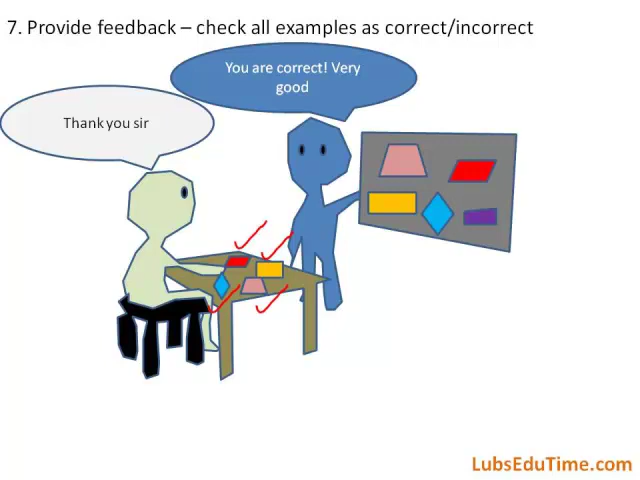 7. Provide feedback – check all examples as correct/incorrect
You are correct! Very
good
Thank you sir
LubsEduTime.com